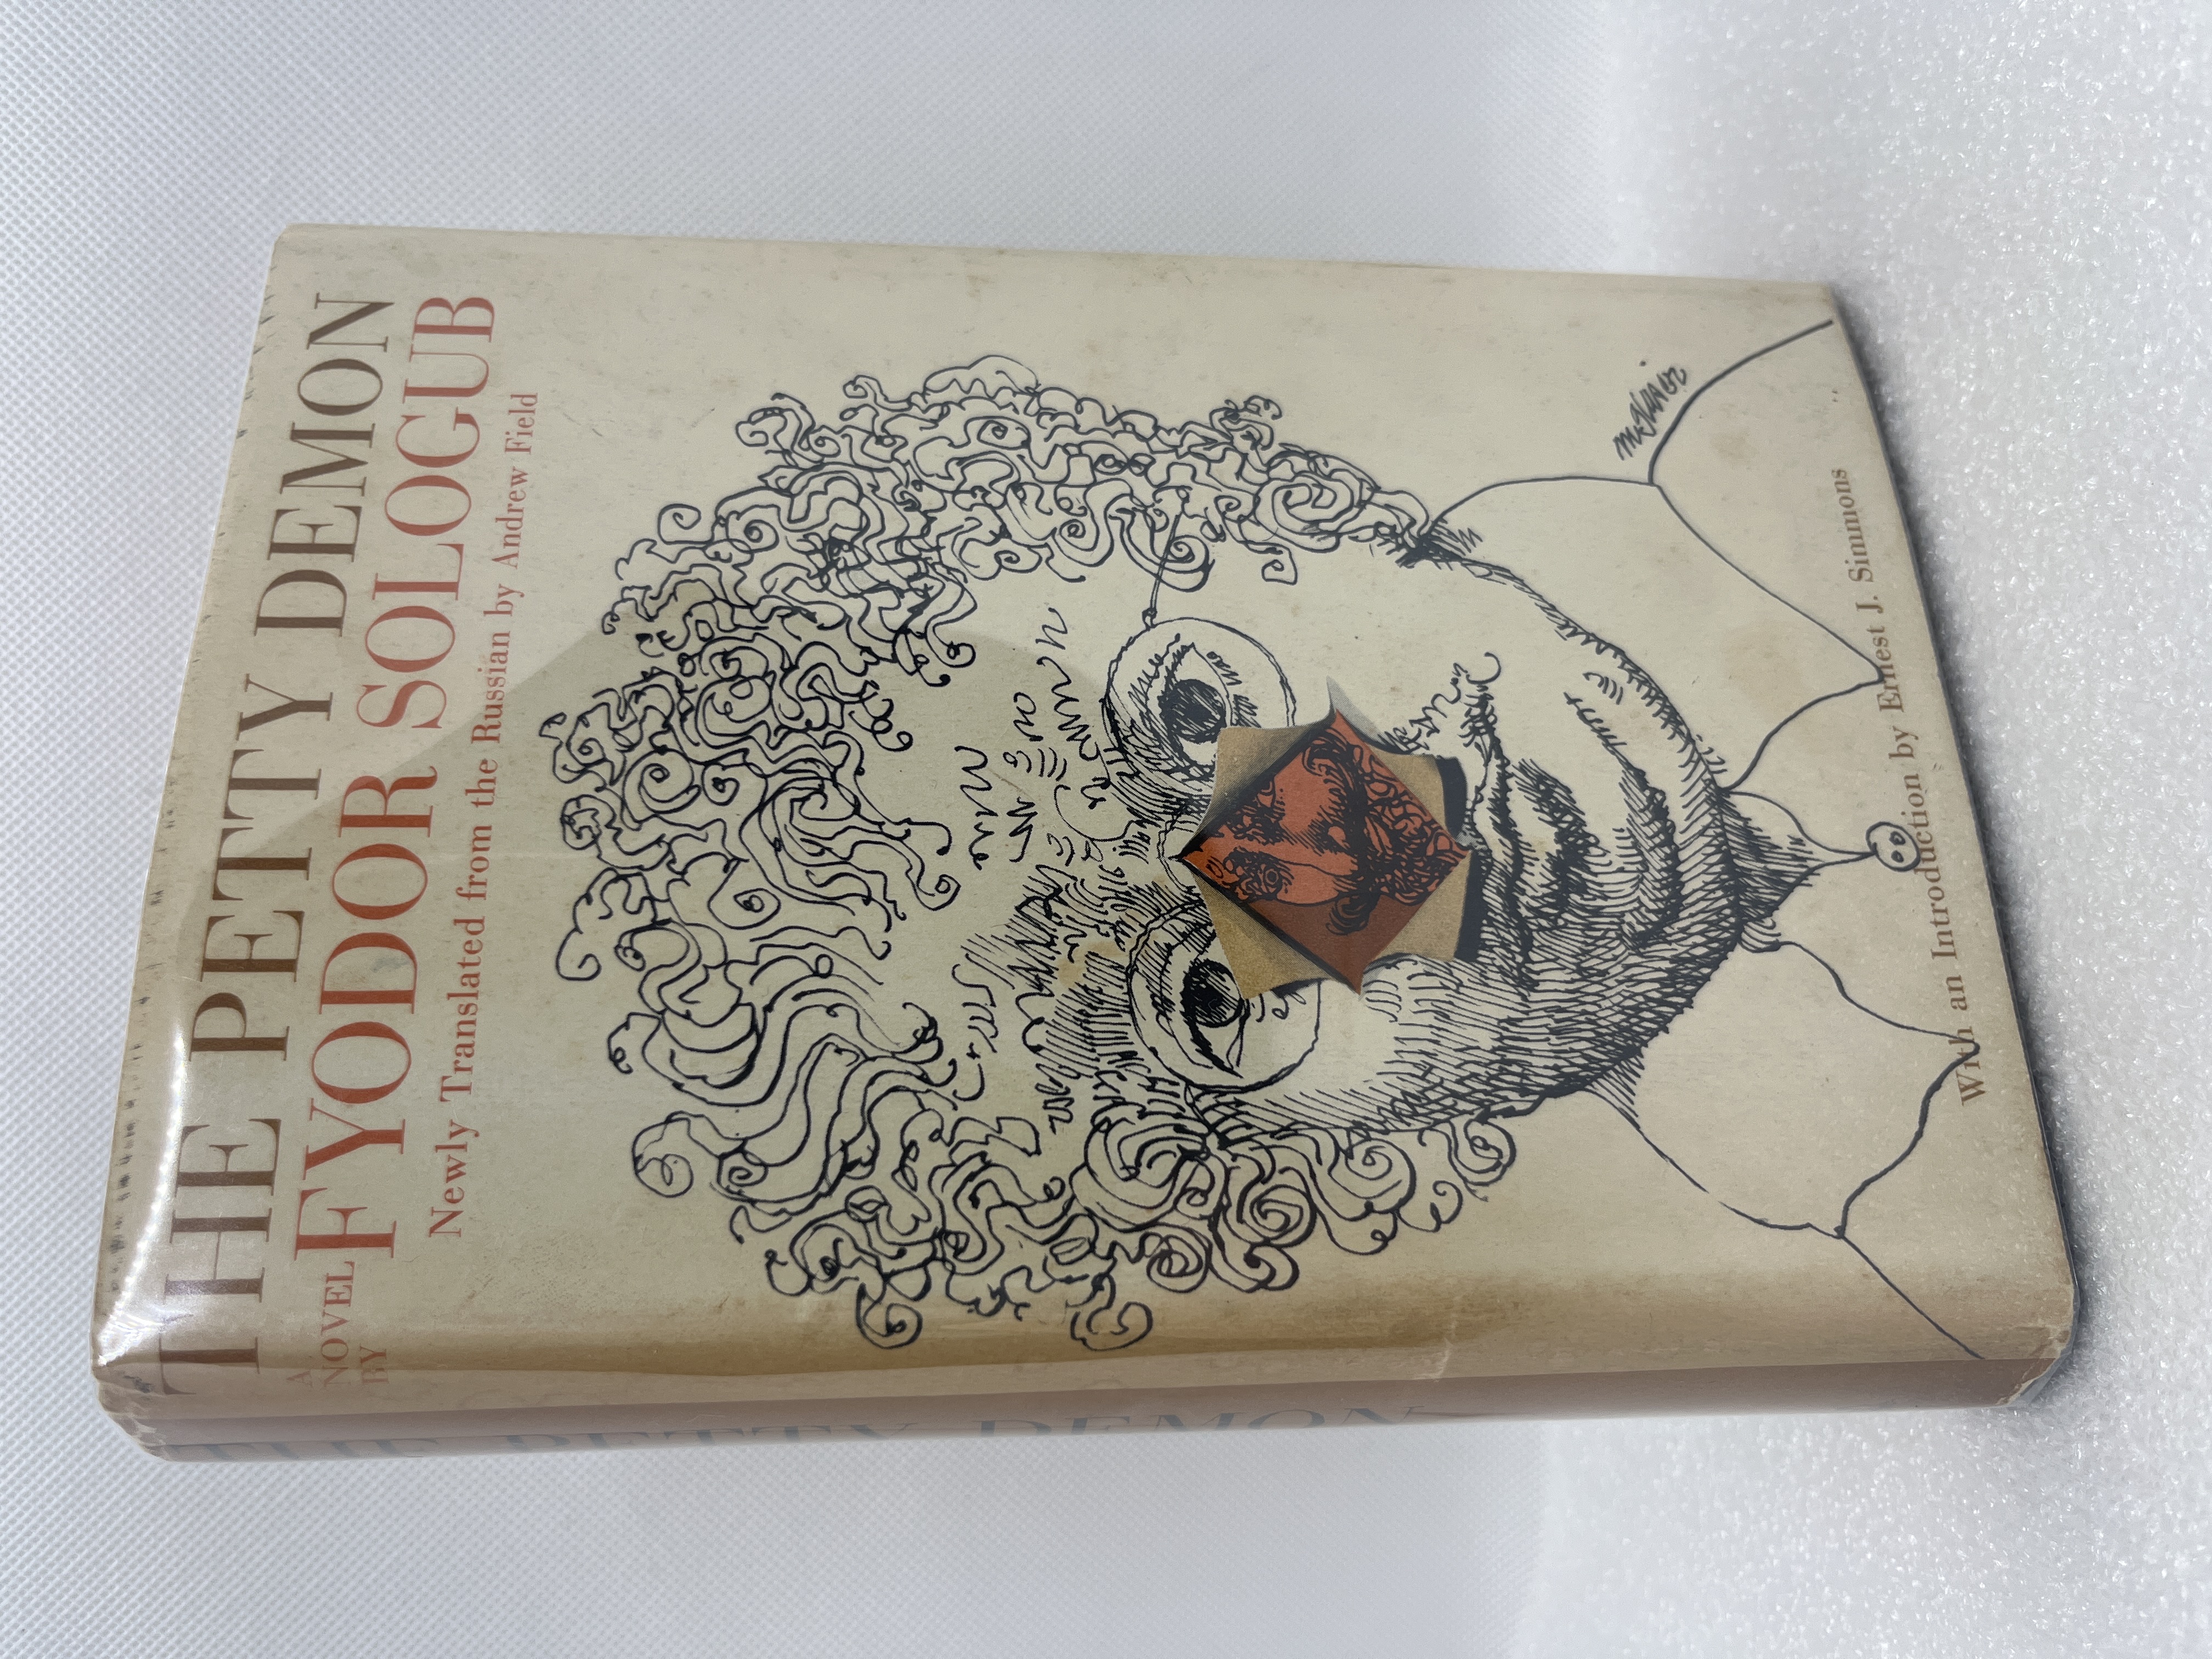 THE PETTY DEMON
A
NOVEL
BY
FYODOR SOLOGUB
Newly Translated from the Russian by Andrew Field
With an Introduction by Ernest J. Simmons
THE PETTY DEMON